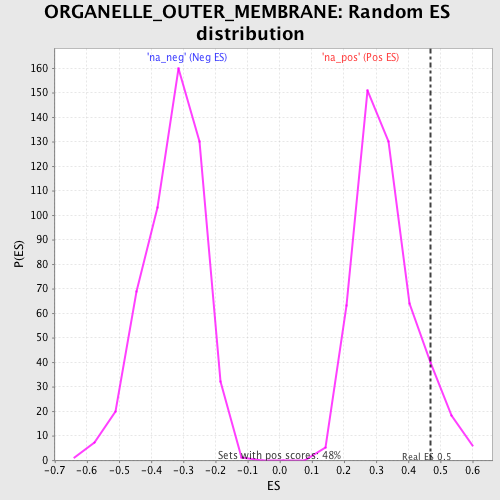 ORGANELLE_OUTER_MEMBRANE: Random ES
distribution
'na_neg' (Neg ES)
'na_pos' (Pos ES)
160
150
140
130
120
110
100
90
80
70
60
50
40
30
20
10
0
P(ES)
Sets with pos scores: 48%
Real ES 0.5
-0.7 -0.6 -0.5 -0.4 -0.3 -0.2 -0.1 0.0 0.1 0.2 0.3 0.4 0.5 0.6
ES